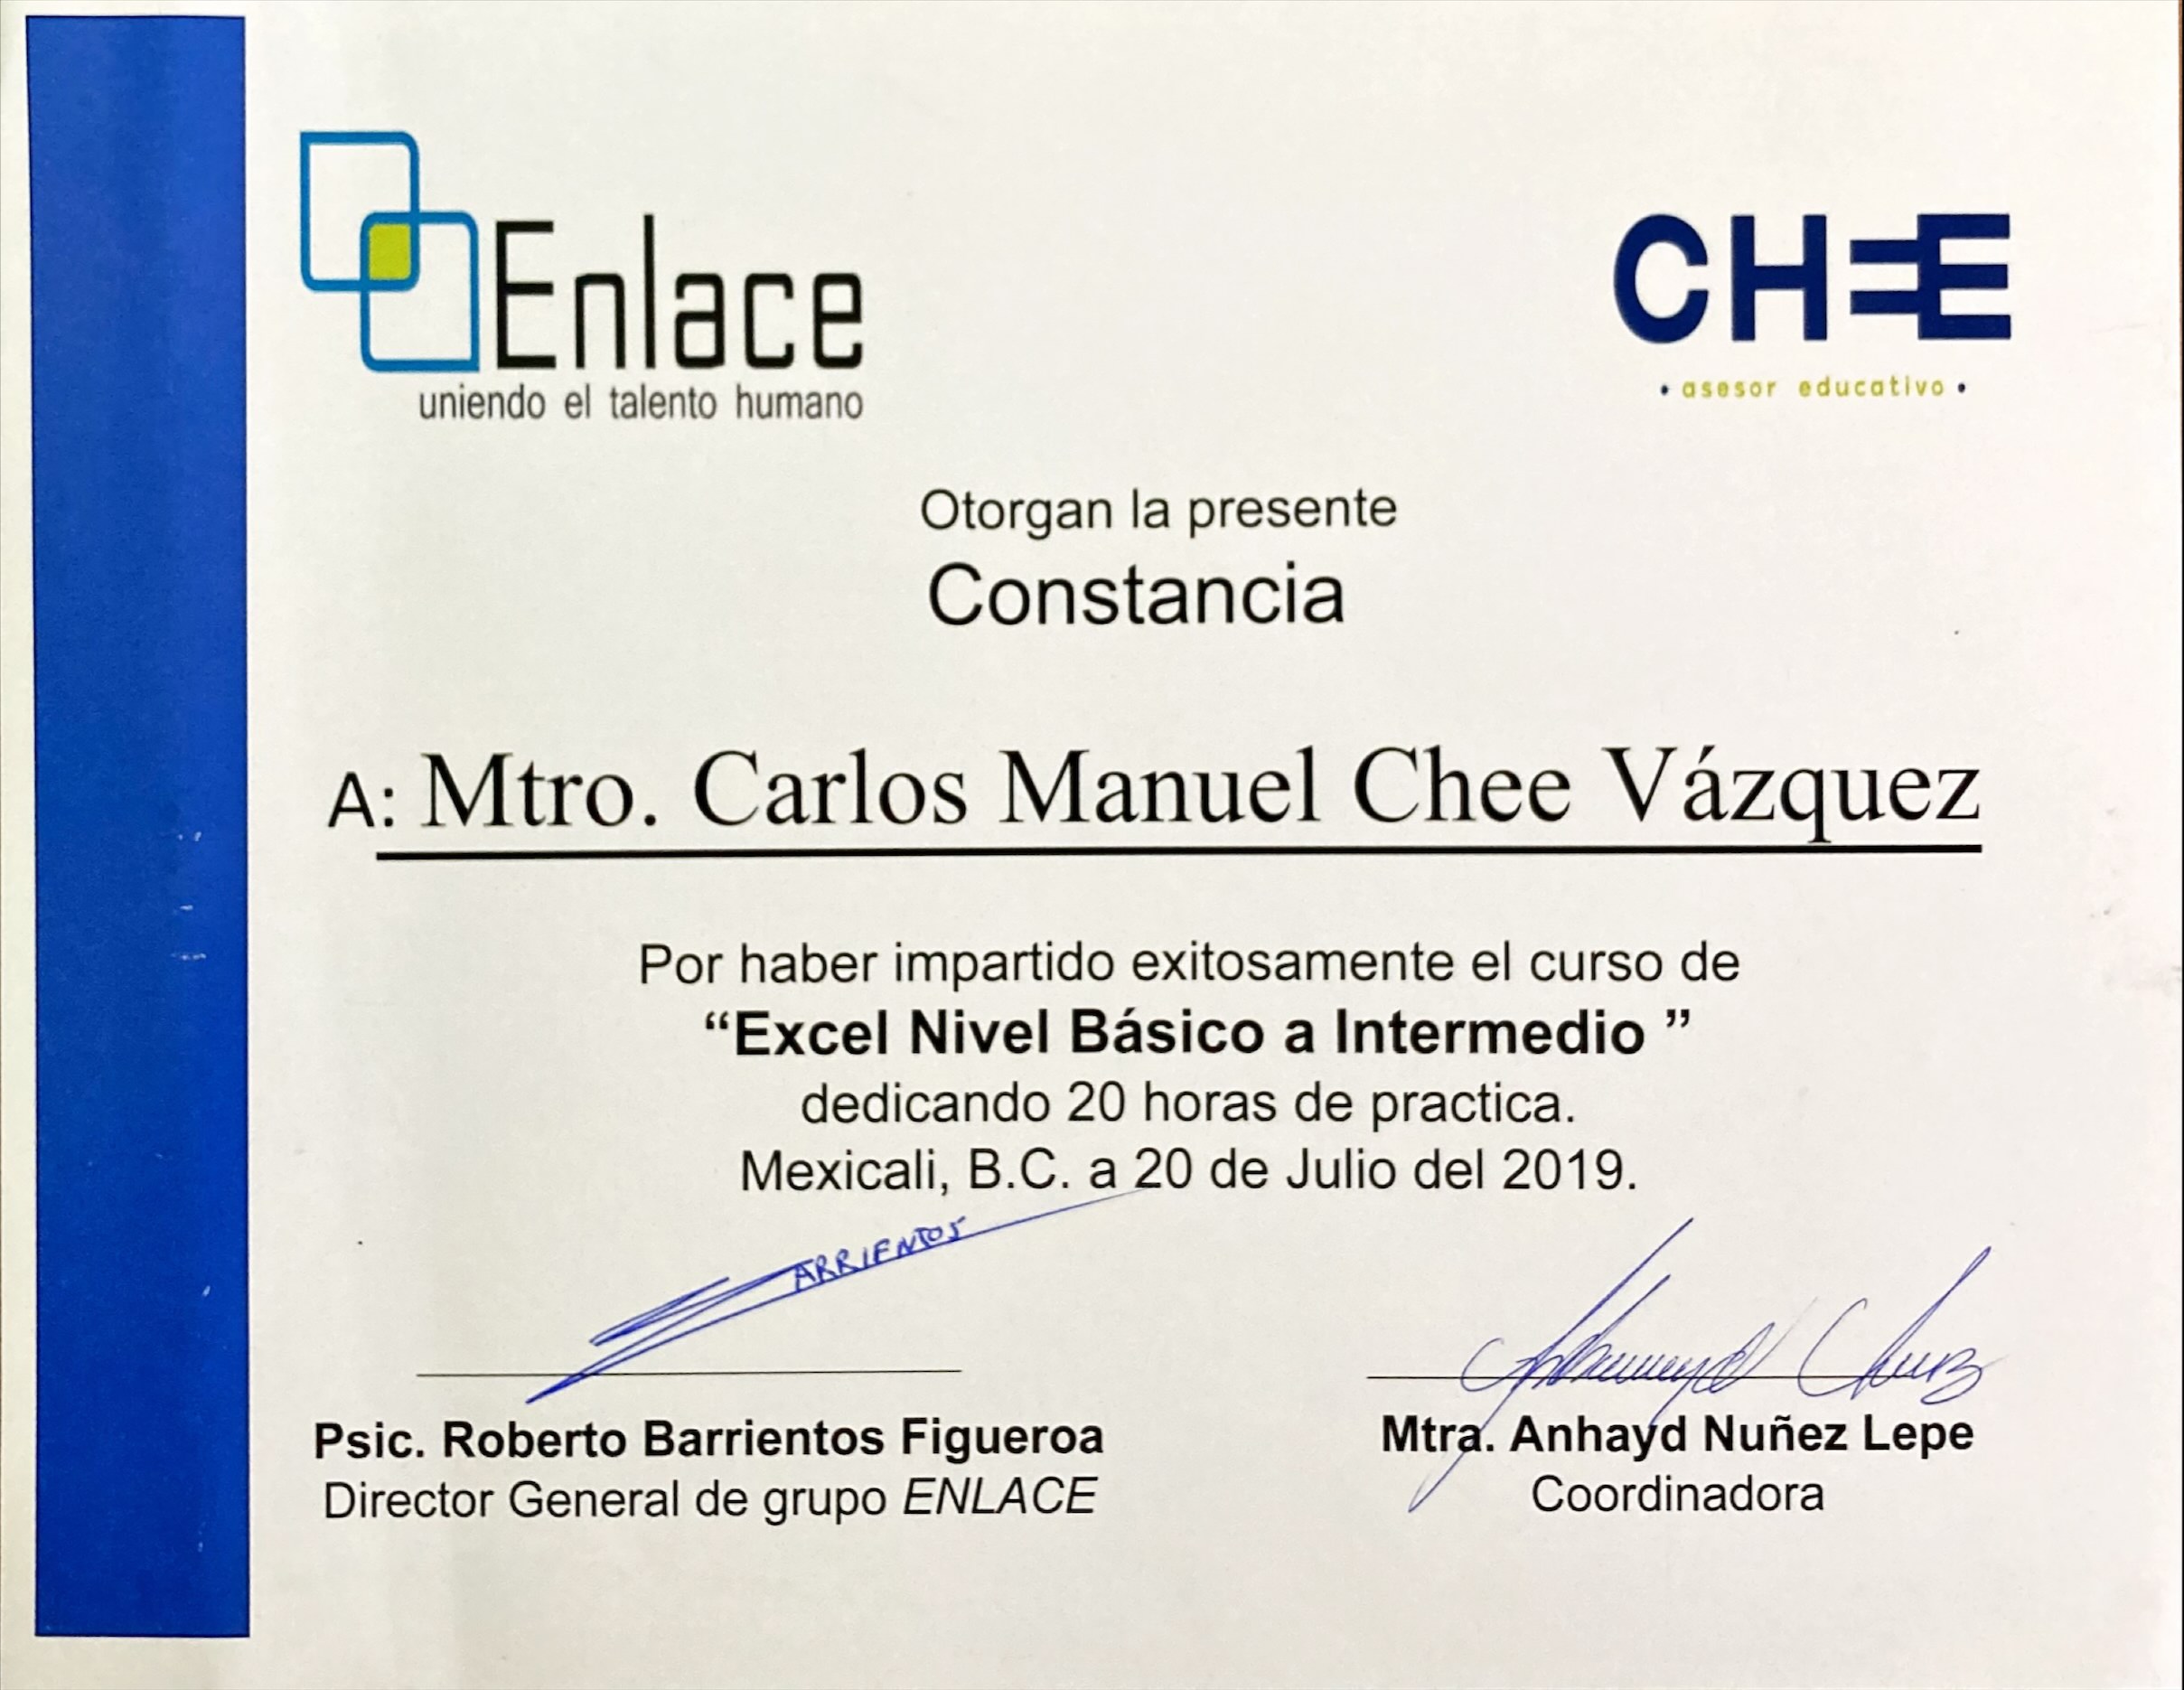 Enlace
uniendo el talento humano
CHEE
• asesor educativo •
Otorgan la presente
Constancia
A: Mtro. Carlos Manuel Chee Vázquez
Por haber impartido exitosamente el curso de
“Excel Nivel Básico a Intermedio ”
dedicando 20 horas de practica.
Mexicali, B.C. a 20 de Julio del 2019.
ARRIENTOS
Psic. Roberto Barrientos Figueroa
Director General de grupo ENLACE
Mtra. Anhayd Nuñez Lepe
Coordinadora